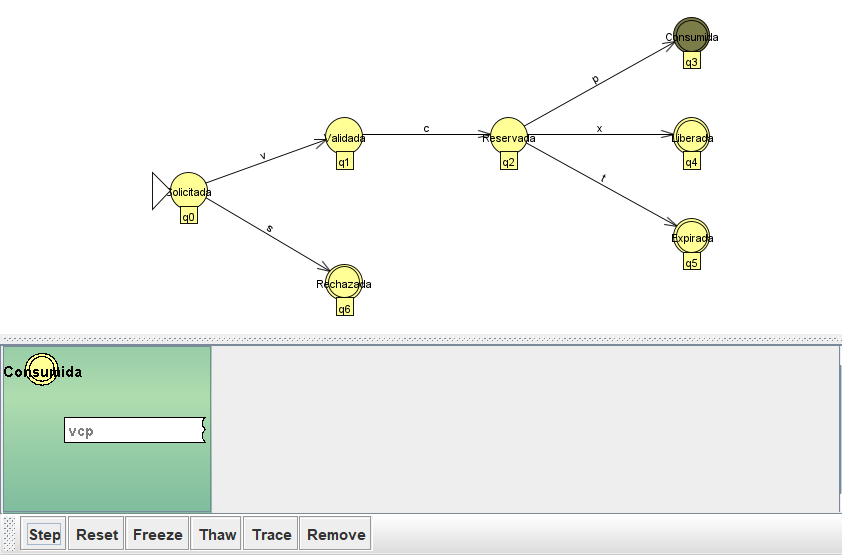 Consumida
q3
p
Validada
q1
c
Reservada
q2
x
Liberada
q4
v
Solicitada
q0
t
s
Expirada
q5
Rechazada
q6
Consumida
vcp
Step Reset Freeze Thaw Trace Remove